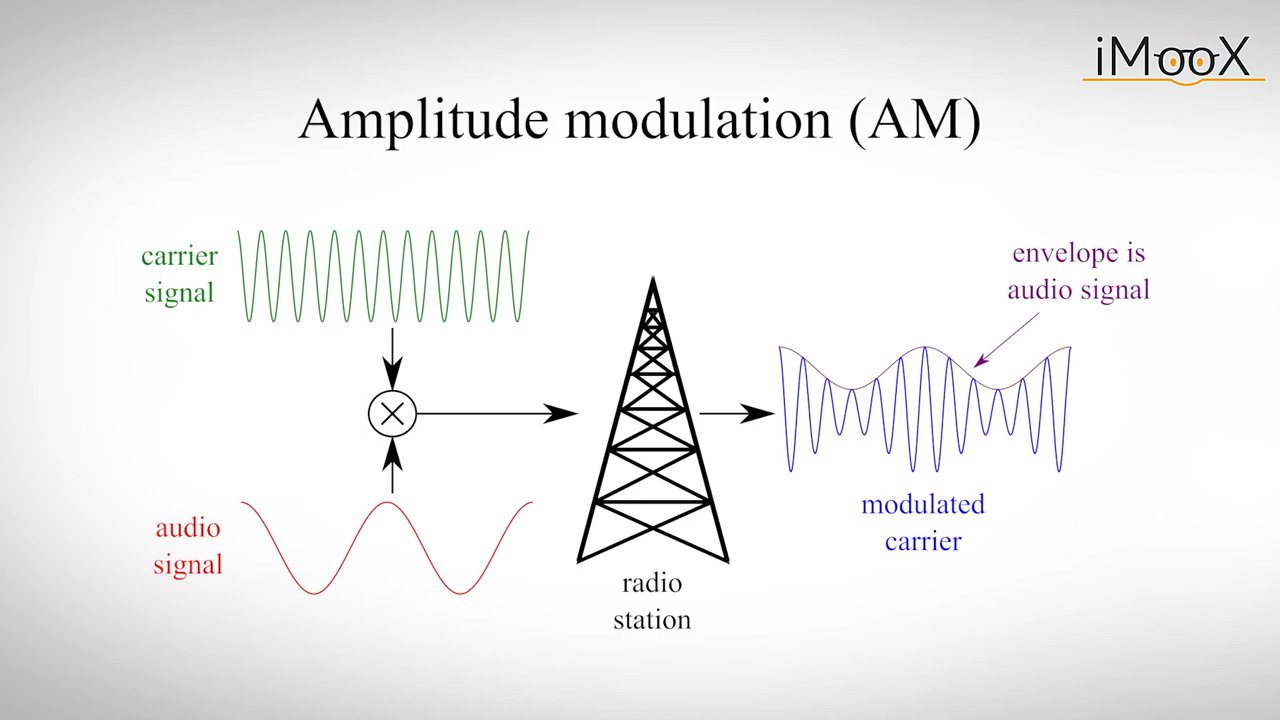 iMooX
Amplitude modulation (AM)
carrier
signal
envelope is
audio signal
audio
signal
modulated
carrier
radio
station